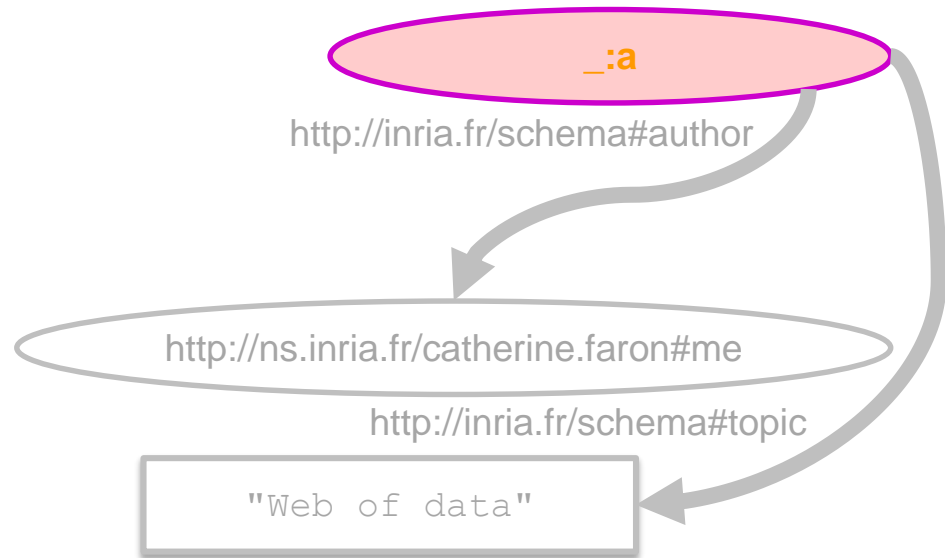 _:a
http://inria.fr/schema#author
http://ns.inria.fr/catherine.faron#me
http://inria.fr/schema#topic
"Web of data"